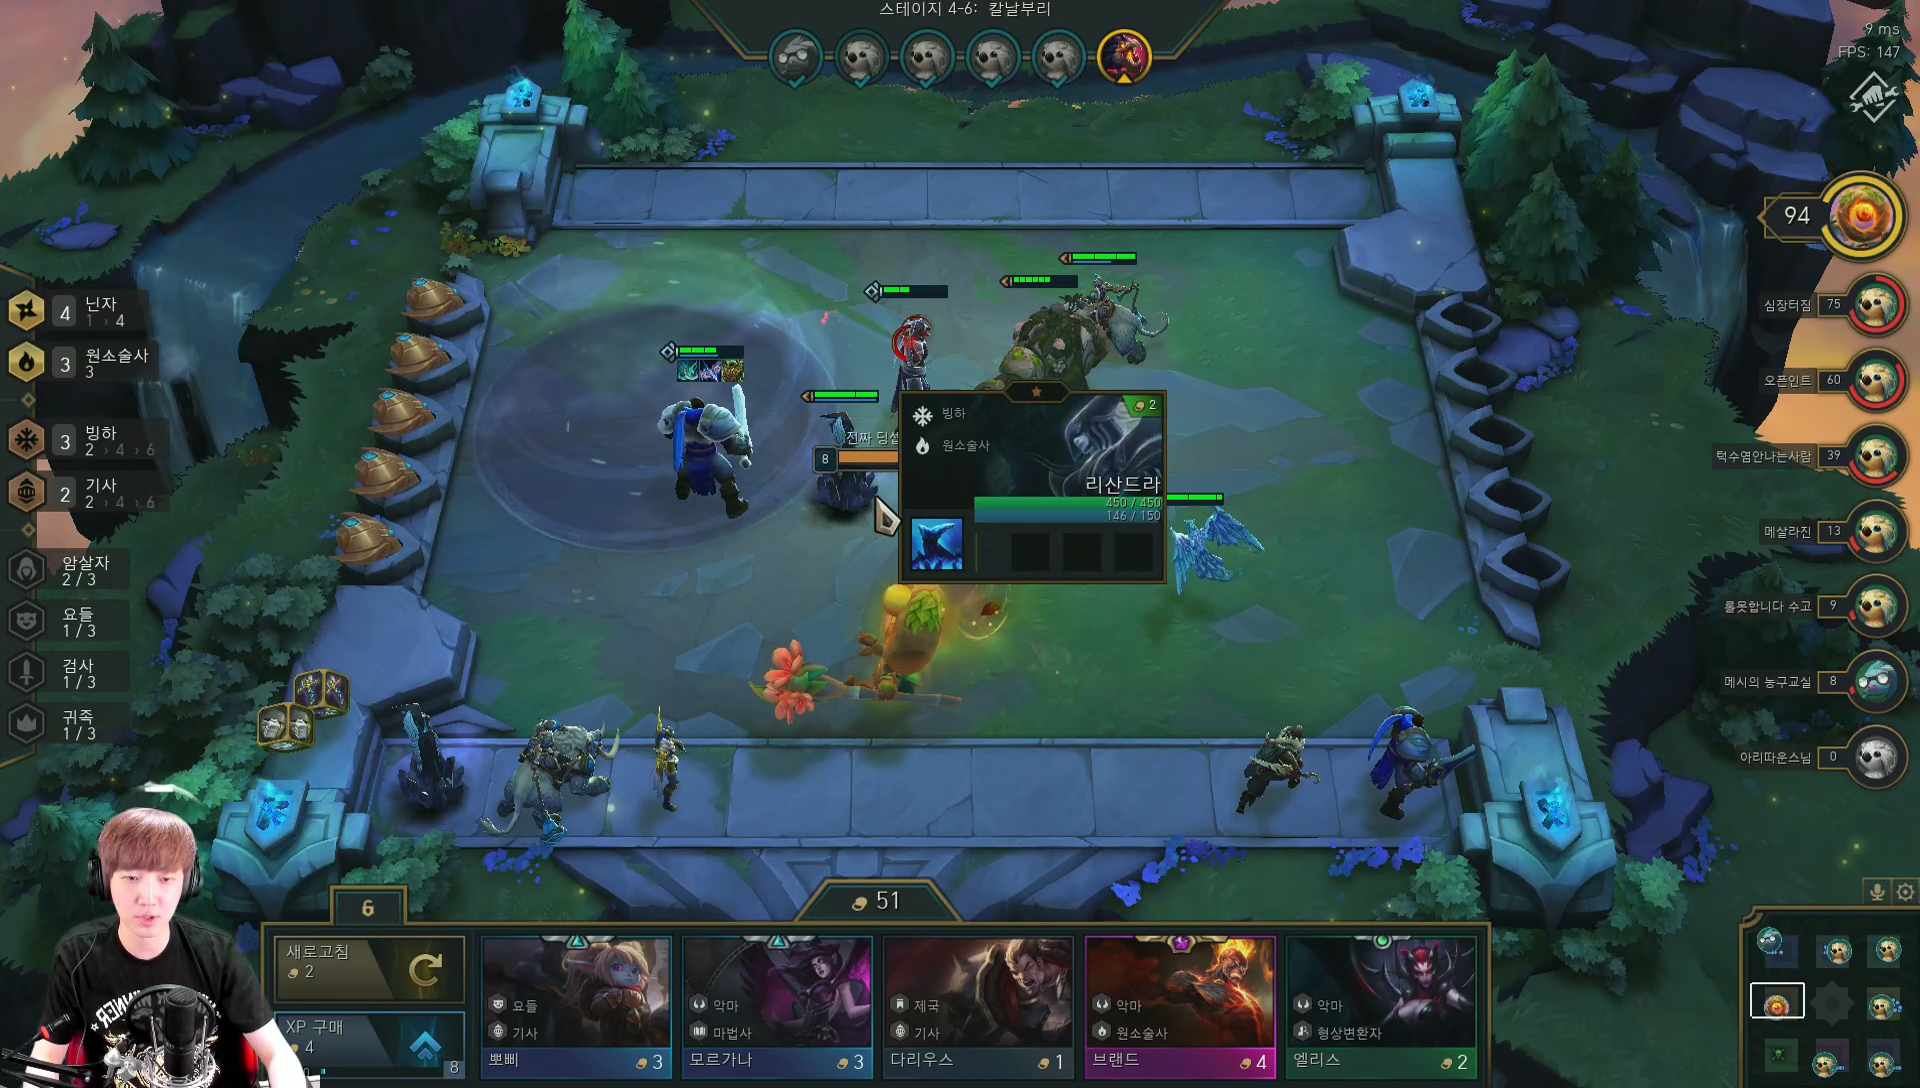 스테이지 4-6: 칼날부리
9 ms
FPS: 147
94
심장터짐 75
오픈인트 60
턱수염안나는사람 39
메살라진 13
롤못합니다 수고 9
메시의 농구교실 8
아리따운스님 0
4 닌자
1 › 4
3 원소술사
3
3 빙하
2 › 4 › 6
2 기사
2 › 4 › 6
암살자
2 / 3
요들
1 / 3
검사
1 / 3
귀족
1 / 3
8
빙하
원소술사
2
리산드라
450 / 450
146 / 150
6
51
새로고침
2
XP 구매
4
8
요들
기사
뽀삐 3
악마
마법사
모르가나 3
제국
기사
다리우스 1
악마
원소술사
브랜드 4
악마
형상변환자
엘리스 2